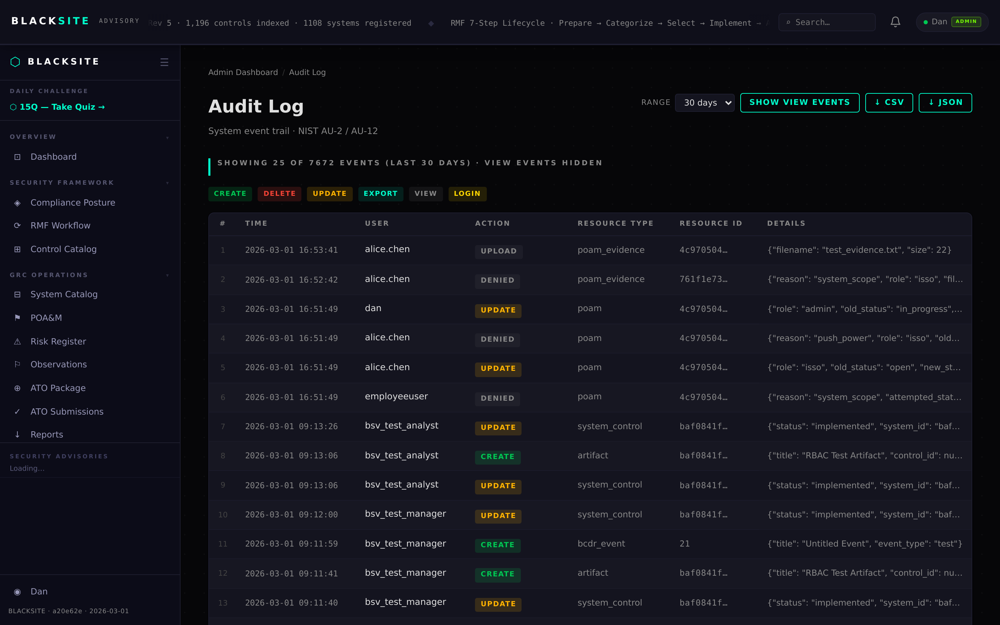 BLACKSITE ADVISORY Rev 5 · 1,196 controls indexed · 1108 systems registered ◆ RMF 7-Step Lifecycle · Prepare → Categorize → Select → Implement → Search… Dan ADMIN
BLACKSITE
DAILY CHALLENGE
15Q — Take Quiz →
OVERVIEW
Dashboard
SECURITY FRAMEWORK
Compliance Posture
RMF Workflow
Control Catalog
GRC OPERATIONS
System Catalog
POA&M
Risk Register
Observations
ATO Package
ATO Submissions
Reports
SECURITY ADVISORIES
Loading…
Dan
BLACKSITE · a20e62e · 2026-03-01
Admin Dashboard / Audit Log
Audit Log
RANGE 30 days SHOW VIEW EVENTS ↓ CSV ↓ JSON
System event trail · NIST AU-2 / AU-12
SHOWING 25 OF 7672 EVENTS (LAST 30 DAYS) · VIEW EVENTS HIDDEN
CREATE DELETE UPDATE EXPORT VIEW LOGIN
# TIME USER ACTION RESOURCE TYPE RESOURCE ID DETAILS
1 2026-03-01 16:53:41 alice.chen UPLOAD poam_evidence 4c970504… {"filename": "test_evidence.txt", "size": 22}
2 2026-03-01 16:52:42 alice.chen DENIED poam_evidence 761f1e73… {"reason": "system_scope", "role": "isso", "fil…
3 2026-03-01 16:51:49 dan UPDATE poam 4c970504… {"role": "admin", "old_status": "in_progress",…
4 2026-03-01 16:51:49 alice.chen DENIED poam 4c970504… {"reason": "push_power", "role": "isso", "old…
5 2026-03-01 16:51:49 alice.chen UPDATE poam 4c970504… {"role": "isso", "old_status": "open", "new_st…
6 2026-03-01 16:51:49 employeeuser DENIED poam 4c970504… {"reason": "system_scope", "attempted_stat…
7 2026-03-01 09:13:26 bsv_test_analyst UPDATE system_control baf0841f… {"status": "implemented", "system_id": "baf…
8 2026-03-01 09:13:06 bsv_test_analyst CREATE artifact baf0841f… {"title": "RBAC Test Artifact", "control_id": nu…
9 2026-03-01 09:13:06 bsv_test_analyst UPDATE system_control baf0841f… {"status": "implemented", "system_id": "baf…
10 2026-03-01 09:12:00 bsv_test_manager UPDATE system_control baf0841f… {"status": "implemented", "system_id": "baf…
11 2026-03-01 09:11:59 bsv_test_manager CREATE bcdr_event 21 {"title": "Untitled Event", "event_type": "test"}
12 2026-03-01 09:11:41 bsv_test_manager CREATE artifact baf0841f… {"title": "RBAC Test Artifact", "control_id": nu…
13 2026-03-01 09:11:40 bsv_test_manager UPDATE system_control baf0841f… {"status": "implemented", "system_id": "baf…